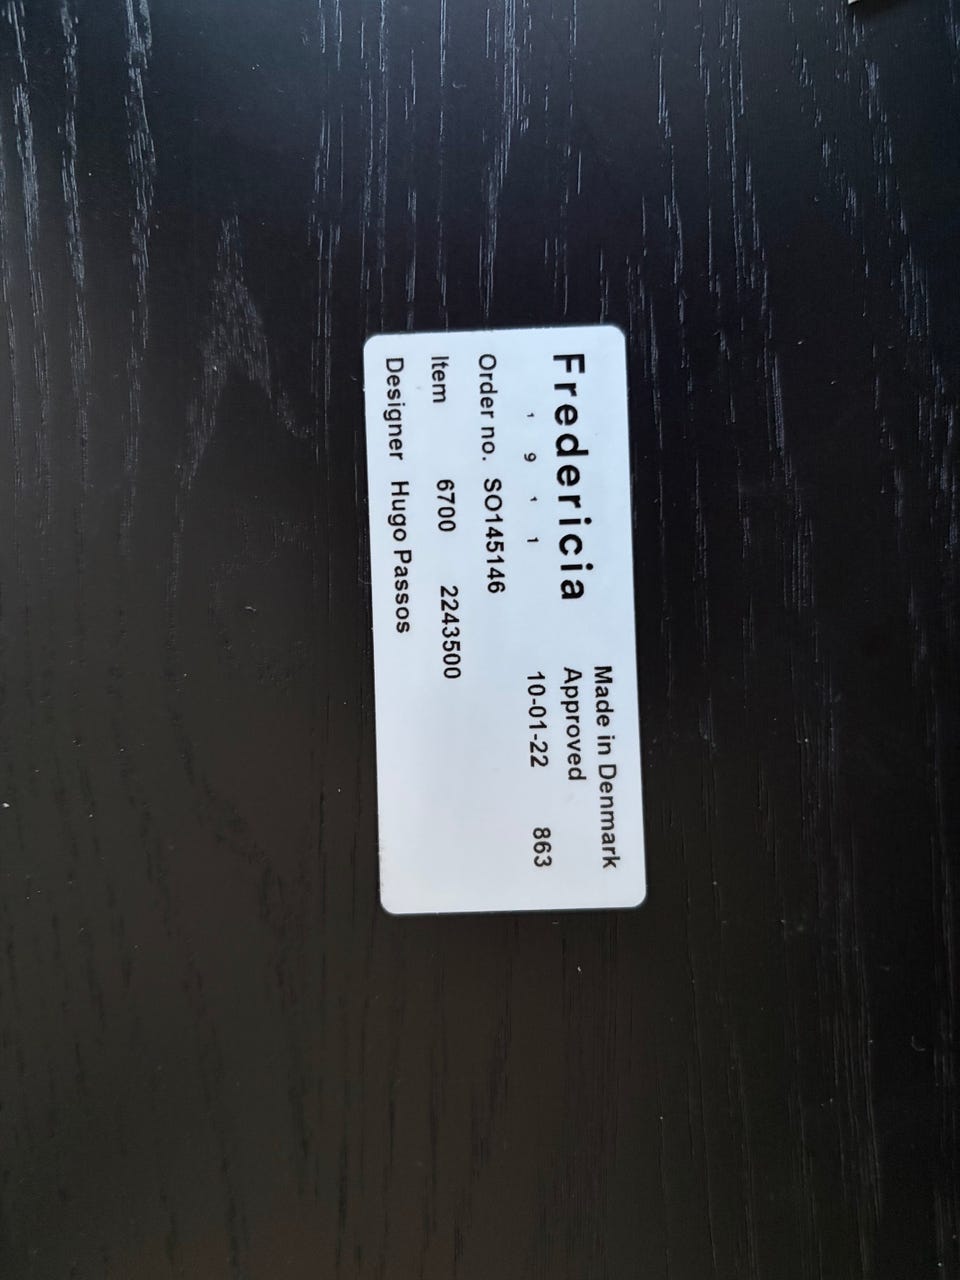 Fredericia
1 9 1 1
Made in Denmark
Approved
10-01-22 863
Order no. SO145146
Item 6700 2243500
Designer Hugo Passos